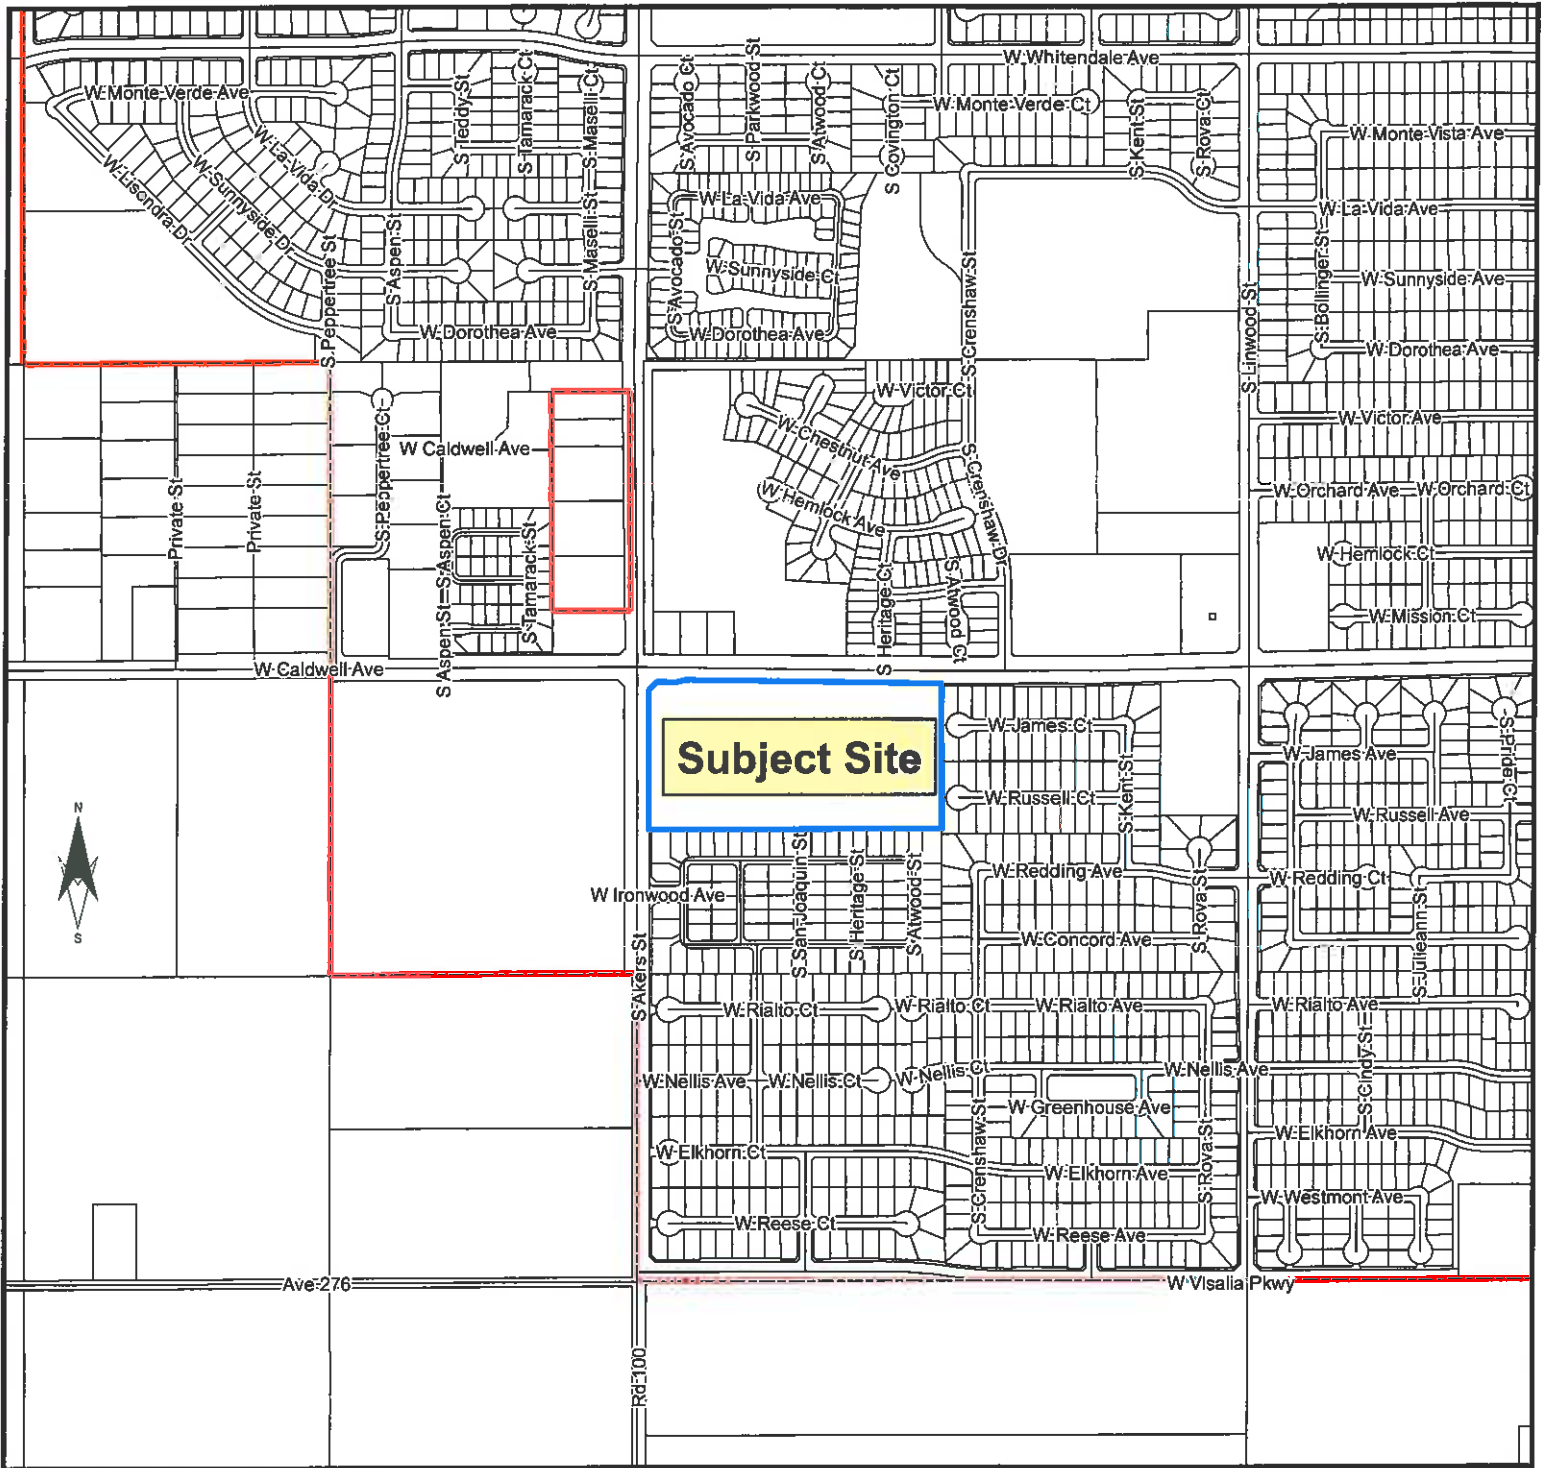 W Whitendale Ave
W Monte Verde Ave
S Teddy St
S Tamarack Ct
S Maselli Ct
S Avocado Ct
S Parkwood St
S Atwood Ct
S Covington Ct
W Monte Verde Ct
S Kent St
S Rova Ct
W Monte Vista Ave
W La Vida Dr
W Sunnyside Dr
W Lisendra Dr
W La Vida Ave
W La Vida Ave
S Peppertree St
S Aspen St
S Maselli St
S Avocado St
W Sunnyside Ct
S Crenshaw St
S Linwood St
S Bollinger St
W Sunnyside Ave
W Dorothea Ave
W Dorothea Ave
W Dorothea Ave
W Victor Ct
W Victor Ave
S Peppertree Ct
W Caldwell Ave
W Chestnut Ave
S Crenshaw Dr
Private St
Private St
S Aspen Ct
W Hemlock Ave
W Orchard Ave
W Orchard Ct
S Tamarack St
W Hemlock Ct
S Heritage Ct
S Atwood Ct
W Mission Ct
S Aspen St
W Caldwell Ave
S Heritage St
Subject Site
W James Ct
W James Ave
S Pride Ct
W Russell Ct
S Kent St
W Russell Ave
N
S
W Ironwood Ave
S San Joaquin St
S Heritage St
S Atwood St
W Redding Ave
S Rova St
W Redding Ct
W Concord Ave
S Julieann St
S Akers St
W Rialto Ct
W Rialto Ct
W Rialto Ave
W Rialto Ave
W Nellis Ave
W Nellis Ct
W Nellis Ct
W Nellis Ave
S Cindy St
W Greenhouse Ave
S Crenshaw St
S Rova St
W Elkhorn Ct
W Elkhorn Ave
W Elkhorn Ave
W Westmont Ave
W Reese Ct
W Reese Ave
Ave 276
W Visalia Pkwy
Rd 100